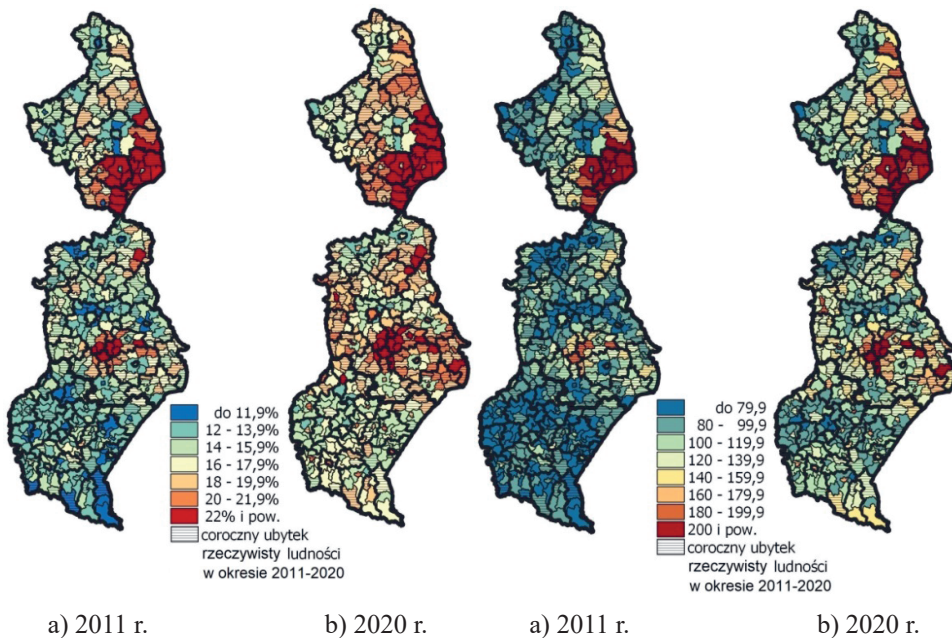 do 11,9%
12 - 13,9%
14 - 15,9%
16 - 17,9%
18 - 19,9%
20 - 21,9%
22% i pow.
coroczny ubytek
rzeczywisty ludności
w okresie 2011-2020
do 79,9
80 - 99,9
100 - 119,9
120 - 139,9
140 - 159,9
160 - 179,9
180 - 199,9
200 i pow.
coroczny ubytek
rzeczywisty ludności
w okresie 2011-2020
a) 2011 r. b) 2020 r. a) 2011 r. b) 2020 r.